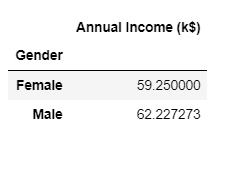 Annual Income (k$)
Gender
Female 59.250000
Male 62.227273